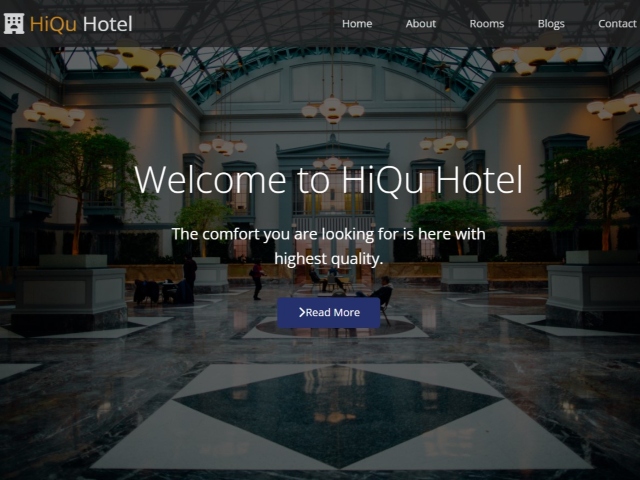 HiQu Hotel
Home About Rooms Blogs Contact
Welcome to HiQu Hotel
The comfort you are looking for is here with
highest quality.
Read More